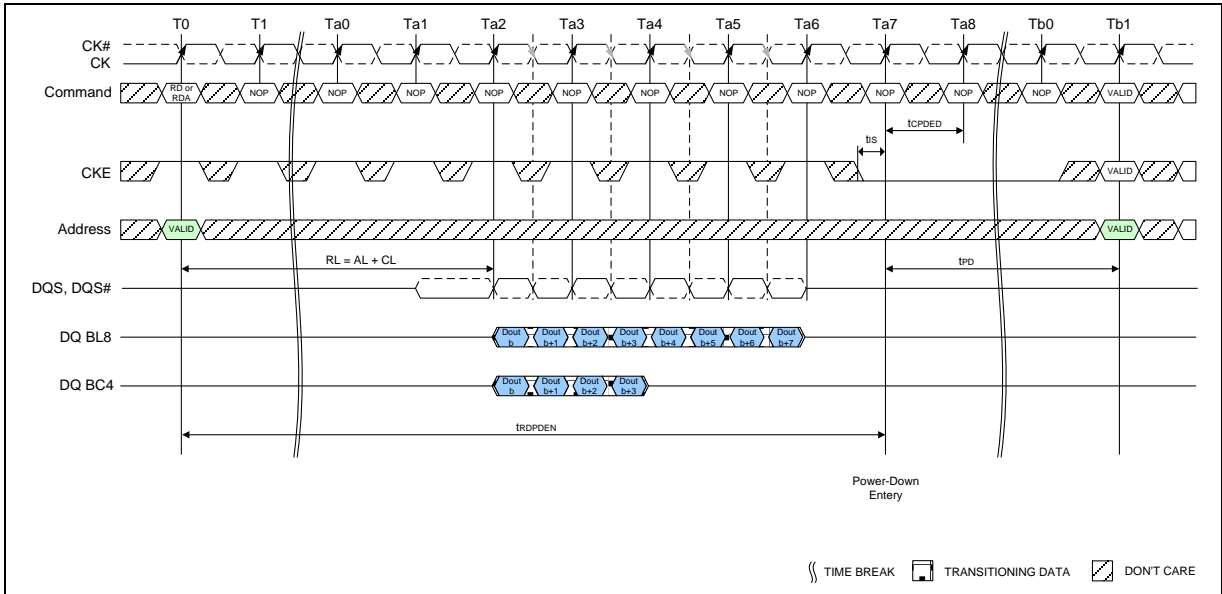 T0 T1 Ta0 Ta1 Ta2 Ta3 Ta4 Ta5 Ta6 Ta7 Ta8 Tb0 Tb1
CK#
CK
Command
RD or
RDA
NOP NOP NOP NOP NOP NOP NOP NOP NOP NOP NOP VALID
tCPDED
tIS
CKE
VALID
Address
VALID
VALID
RL = AL + CL
tPD
DQS, DQS#
DQ BL8
Dout b
Dout b+1
Dout b+2
Dout b+3
Dout b+4
Dout b+5
Dout b+6
Dout b+7
DQ BC4
Dout b
Dout b+1
Dout b+2
Dout b+3
tRDPDEN
Power-Down
Entery
TIME BREAK
TRANSITIONING DATA
DON'T CARE